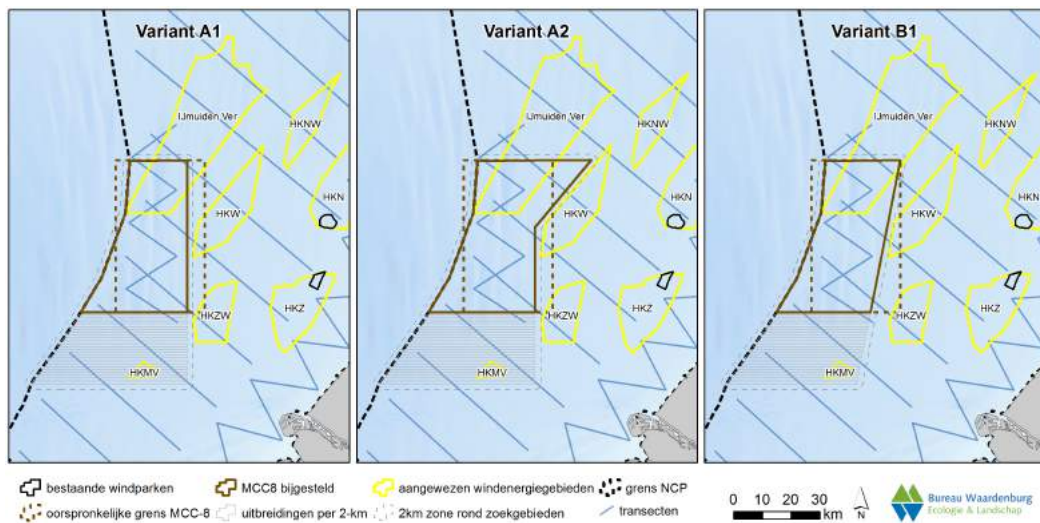 Variant A1
IJmuiden Ver
HKNW
HKN
HKW
HKZ
HKZW
HKMV
Variant A2
IJmuiden Ver
HKNW
HKN
HKW
HKZ
HKZW
HKMV
Variant B1
IJmuiden Ver
HKNW
HKN
HKW
HKZ
HKZW
HKMV
bestaande windparken MCC8 bijgesteld aangewezen windenergiegebieden grens NCP
oorspronkelijke grens MCC-8 uitbreidingen per 2-km 2km zone rond zoekgebieden transecten
0 10 20 30
km
N
Bureau Waardenburg
Ecologie & Landschap